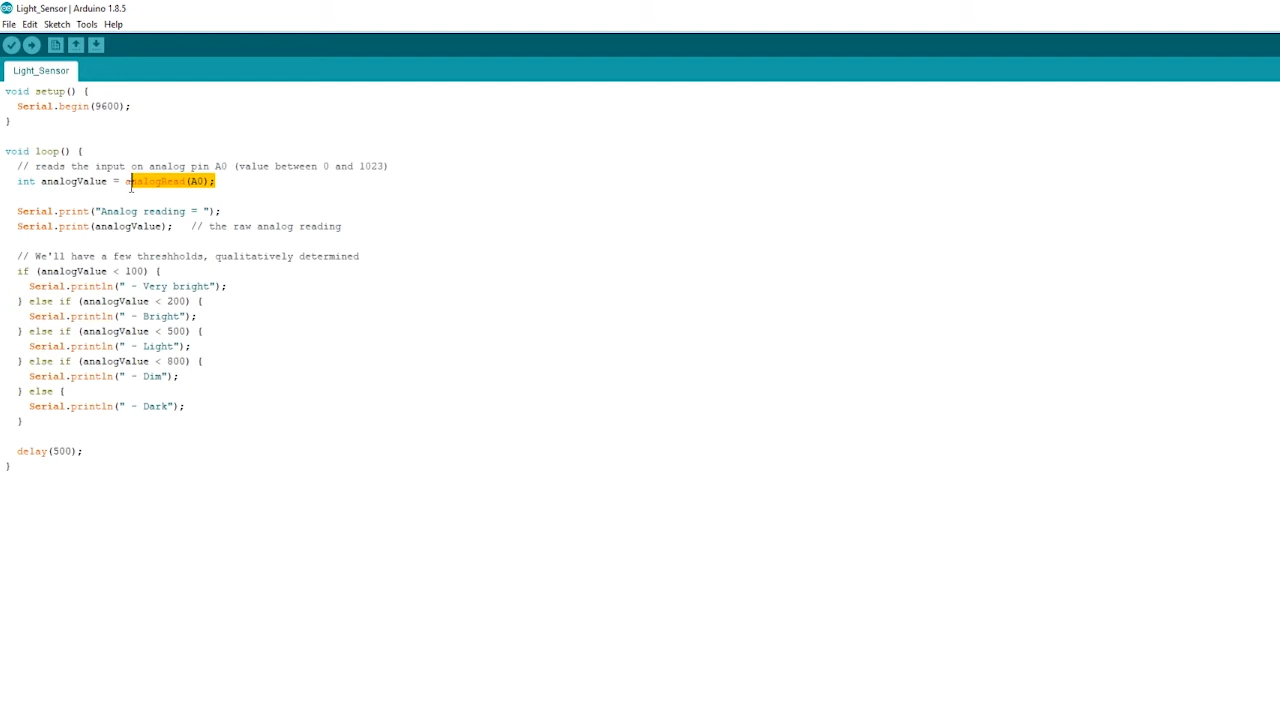 Light_Sensor | Arduino 1.8.5
File Edit Sketch Tools Help
Light_Sensor
void setup() {
  Serial.begin(9600);
}
void loop() {
  // reads the input on analog pin A0 (value between 0 and 1023)
  int analogValue = analogRead(A0);
  Serial.print("Analog reading = ");
  Serial.print(analogValue);   // the raw analog reading
  // We'll have a few threshholds, qualitatively determined
  if (analogValue < 100) {
    Serial.println(" - Very bright");
  } else if (analogValue < 200) {
    Serial.println(" - Bright");
  } else if (analogValue < 500) {
    Serial.println(" - Light");
  } else if (analogValue < 800) {
    Serial.println(" - Dim");
  } else {
    Serial.println(" - Dark");
  }
  delay(500);
}